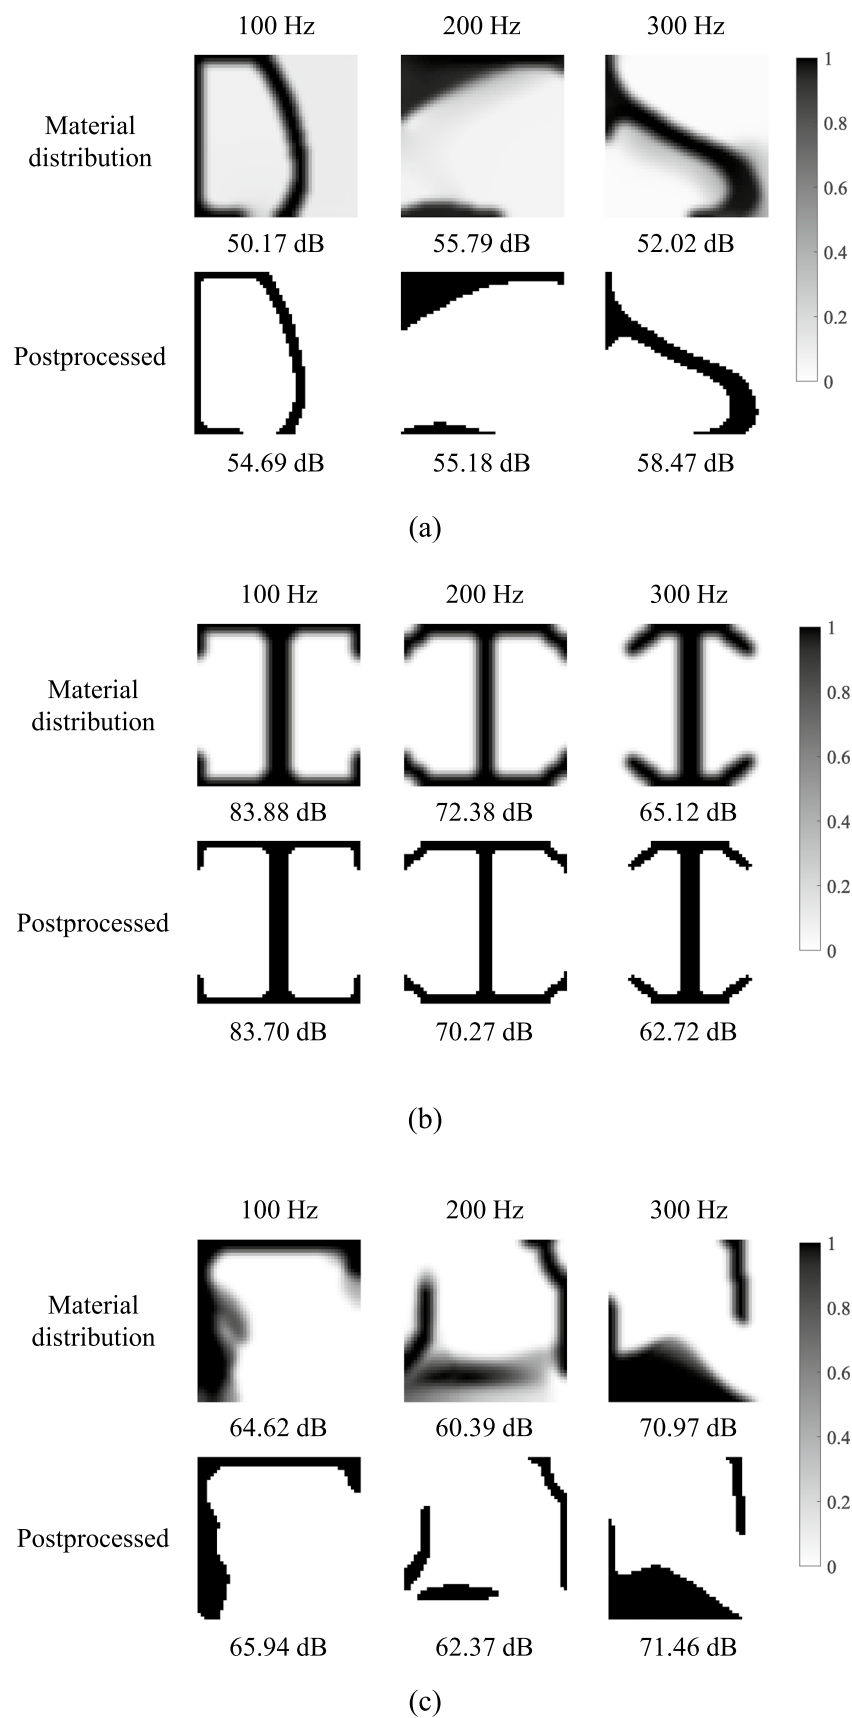 100 Hz 200 Hz 300 Hz
Material
distribution
1
0.8
0.6
0.4
0.2
0
50.17 dB 55.79 dB 52.02 dB
Postprocessed
54.69 dB 55.18 dB 58.47 dB
(a)
100 Hz 200 Hz 300 Hz
Material
distribution
1
0.8
0.6
0.4
0.2
0
83.88 dB 72.38 dB 65.12 dB
Postprocessed
83.70 dB 70.27 dB 62.72 dB
(b)
100 Hz 200 Hz 300 Hz
Material
distribution
1
0.8
0.6
0.4
0.2
0
64.62 dB 60.39 dB 70.97 dB
Postprocessed
65.94 dB 62.37 dB 71.46 dB
(c)